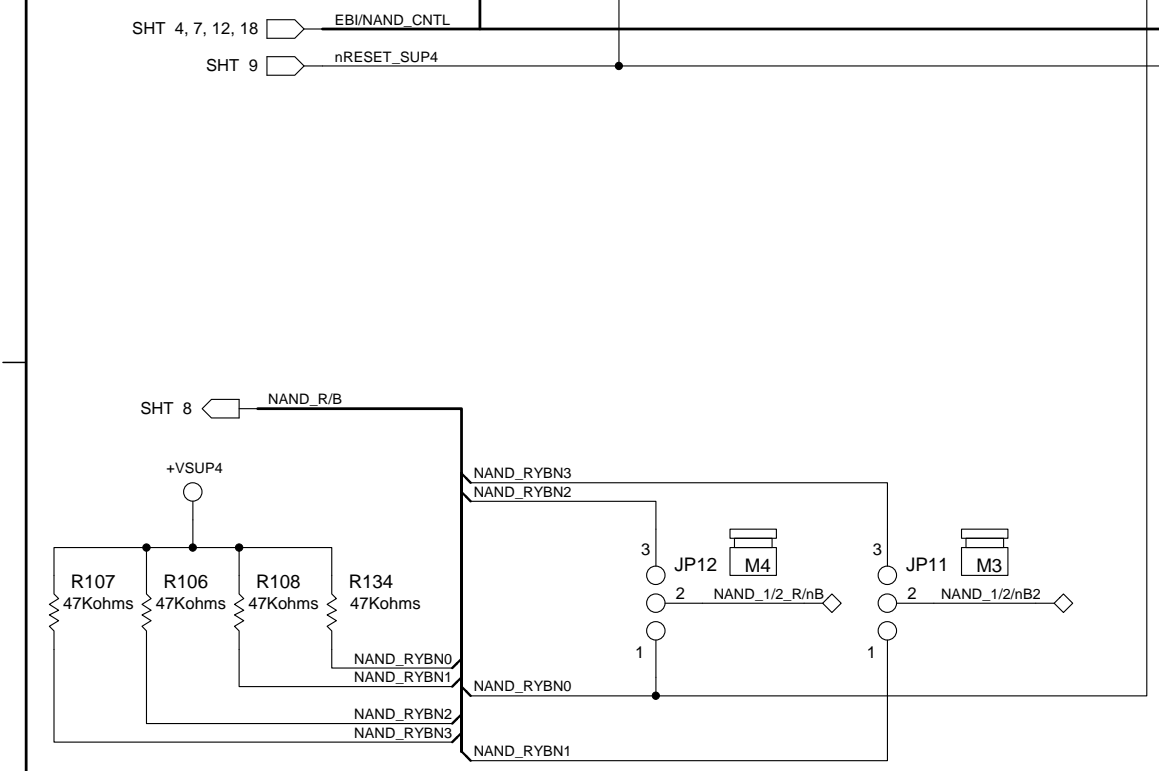 SHT 4, 7, 12, 18
EBI/NAND_CNTL
SHT 9
nRESET_SUP4
SHT 8
NAND_R/B
+VSUP4
NAND_RYBN3
NAND_RYBN2
R107
47Kohms
R106
47Kohms
R108
47Kohms
R134
47Kohms
3
JP12
M4
2
NAND_1/2_R/nB
1
3
JP11
M3
2
NAND_1/2/nB2
1
NAND_RYBN0
NAND_RYBN1
NAND_RYBN0
NAND_RYBN2
NAND_RYBN3
NAND_RYBN1